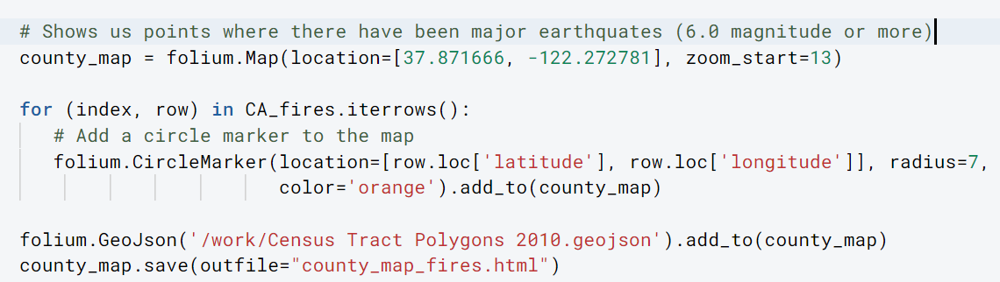 # Shows us points where there have been major earthquates (6.0 magnitude or more)
county_map = folium.Map(location=[37.871666, -122.272781], zoom_start=13)
for (index, row) in CA_fires.iterrows():
# Add a circle marker to the map
folium.CircleMarker(location=[row.loc['latitude'], row.loc['longitude']], radius=7,
color='orange').add_to(county_map)
folium.GeoJson('/work/Census Tract Polygons 2010.geojson').add_to(county_map)
county_map.save(outfile="county_map_fires.html")